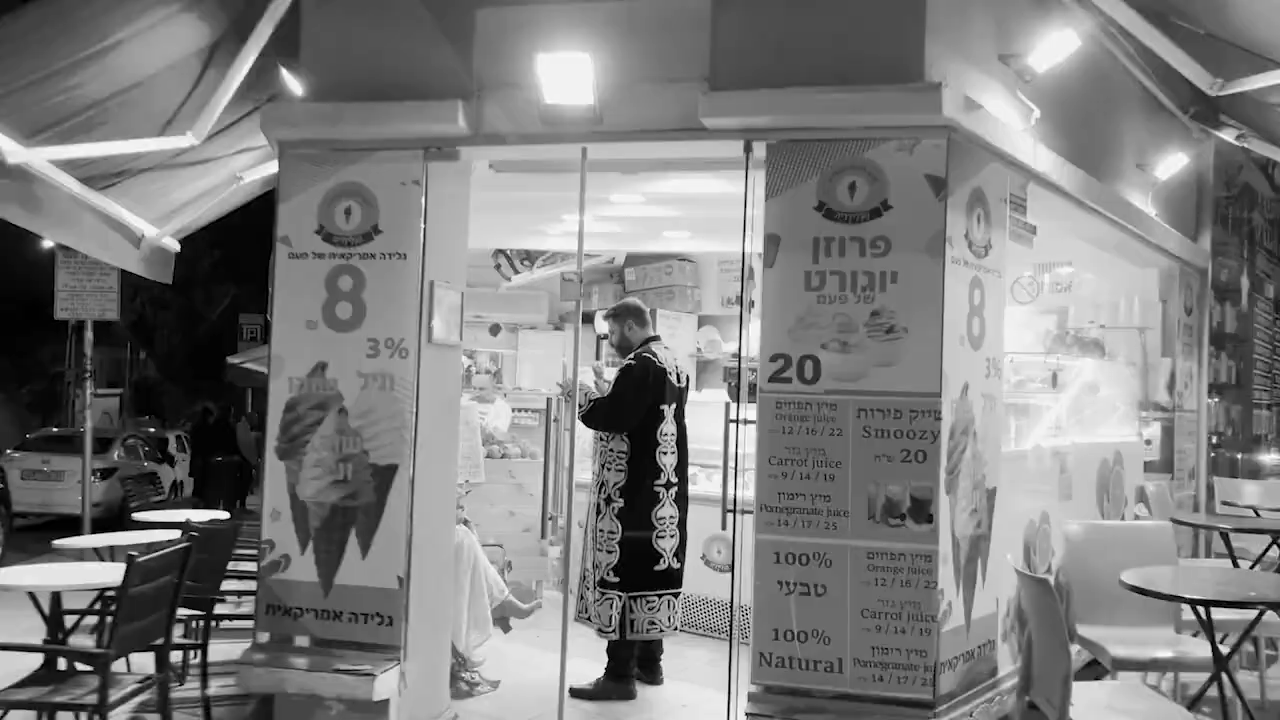 גלידה אמריקאית של פעם
8
3%
גלידה אמריקאית
פרוזן
יוגורט
של פעם
20
מיץ תפוזים
Orange juice
12 / 16 / 22
מיץ גזר
Carrot juice
9 / 14 / 19
מיץ רימון
Pomegranate juice
14 / 17 / 25
שייק פירות
Smoozy
20 ש"ח
100%
טבעי
100%
Natural
מיץ תפוזים
Orange juice
12 / 16 / 22
מיץ גזר
Carrot juice
9 / 14 / 19
מיץ רימון
14 / 17 / 25
8
3%
גלידה אמריקאית